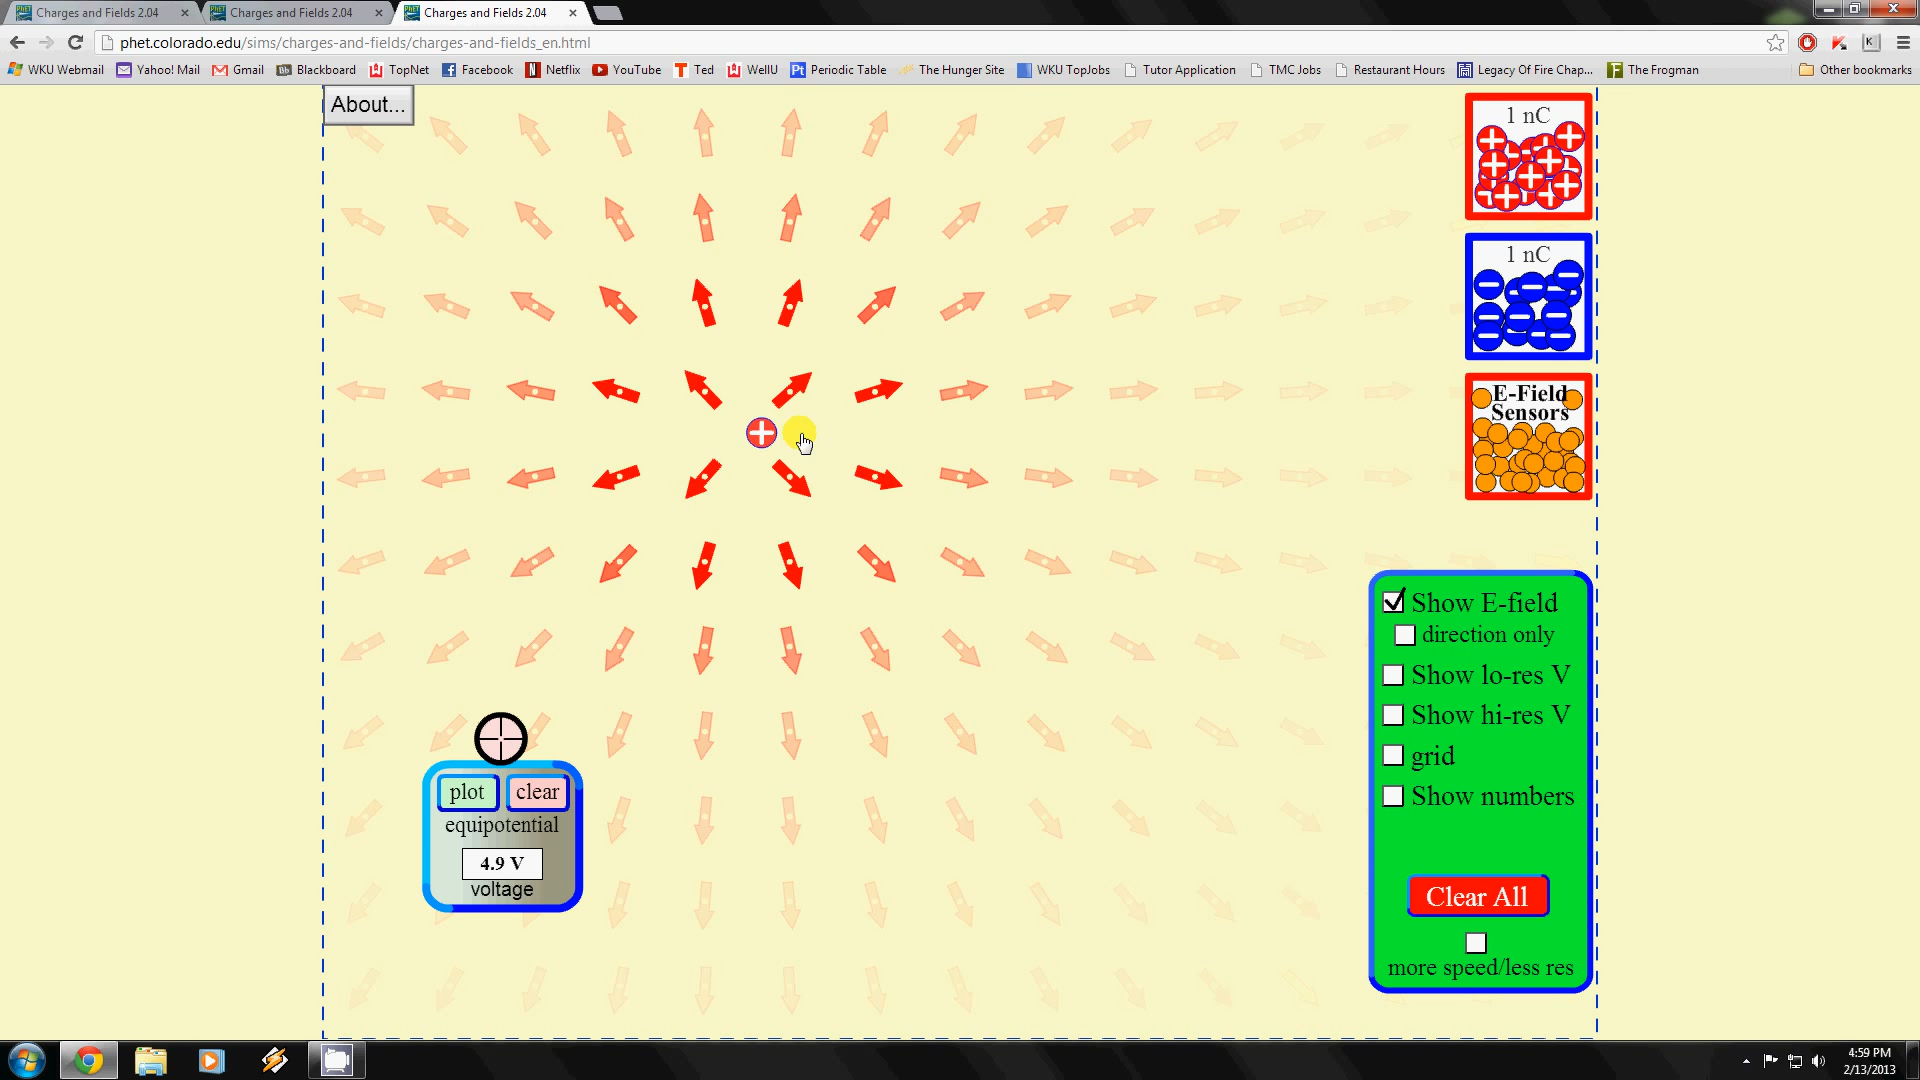 Charges and Fields 2.04
Charges and Fields 2.04
Charges and Fields 2.04
phet.colorado.edu/sims/charges-and-fields/charges-and-fields_en.html
WKU Webmail Yahoo! Mail Gmail Blackboard TopNet Facebook Netflix YouTube Ted WellU Periodic Table The Hunger Site WKU TopJobs Tutor Application TMC Jobs Restaurant Hours Legacy Of Fire Chap... The Frogman Other bookmarks
About...
1 nC
1 nC
E-Field
Sensors
Show E-field
direction only
Show lo-res V
Show hi-res V
grid
Show numbers
Clear All
more speed/less res
plot clear
equipotential
4.9 V
voltage
4:59 PM
2/13/2013